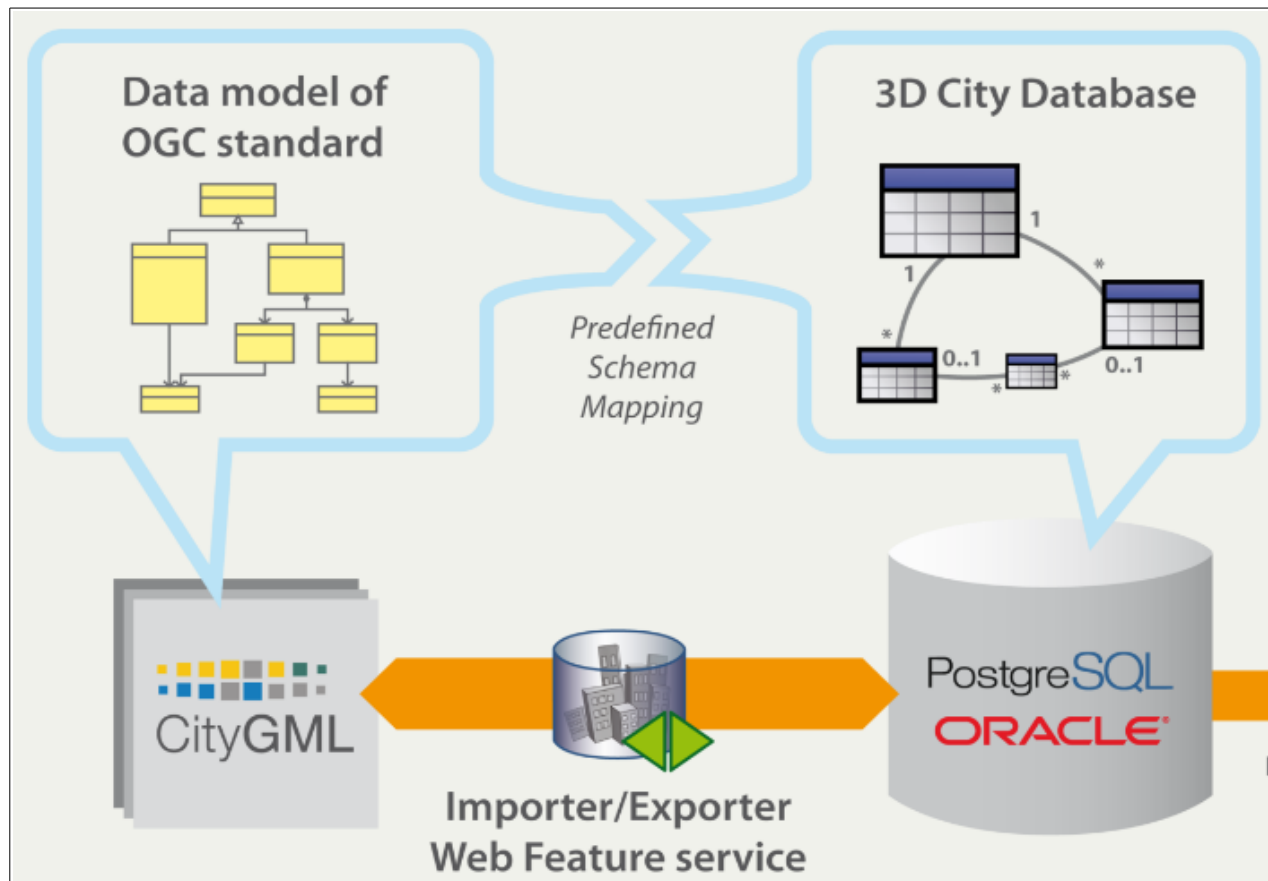 Data model of
OGC standard
3D City Database
1
1
*
*
0..1
0..1
*
*
Predefined
Schema
Mapping
CityGML
PostgreSQL
ORACLE®
Importer/Exporter
Web Feature service